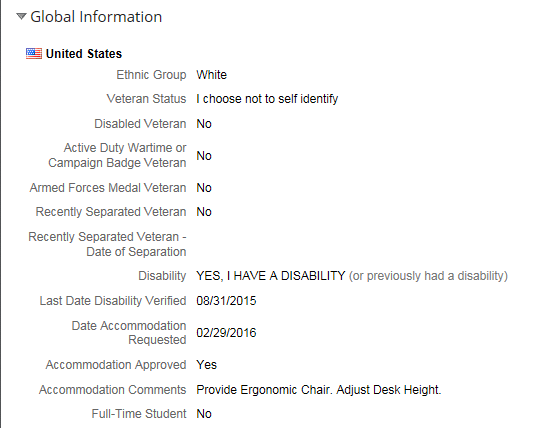 Global Information
United States
Ethnic Group White
Veteran Status I choose not to self identify
Disabled Veteran No
Active Duty Wartime or
Campaign Badge Veteran No
Armed Forces Medal Veteran No
Recently Separated Veteran No
Recently Separated Veteran -
Date of Separation
Disability YES, I HAVE A DISABILITY (or previously had a disability)
Last Date Disability Verified 08/31/2015
Date Accommodation
Requested 02/29/2016
Accommodation Approved Yes
Accommodation Comments Provide Ergonomic Chair. Adjust Desk Height.
Full-Time Student No